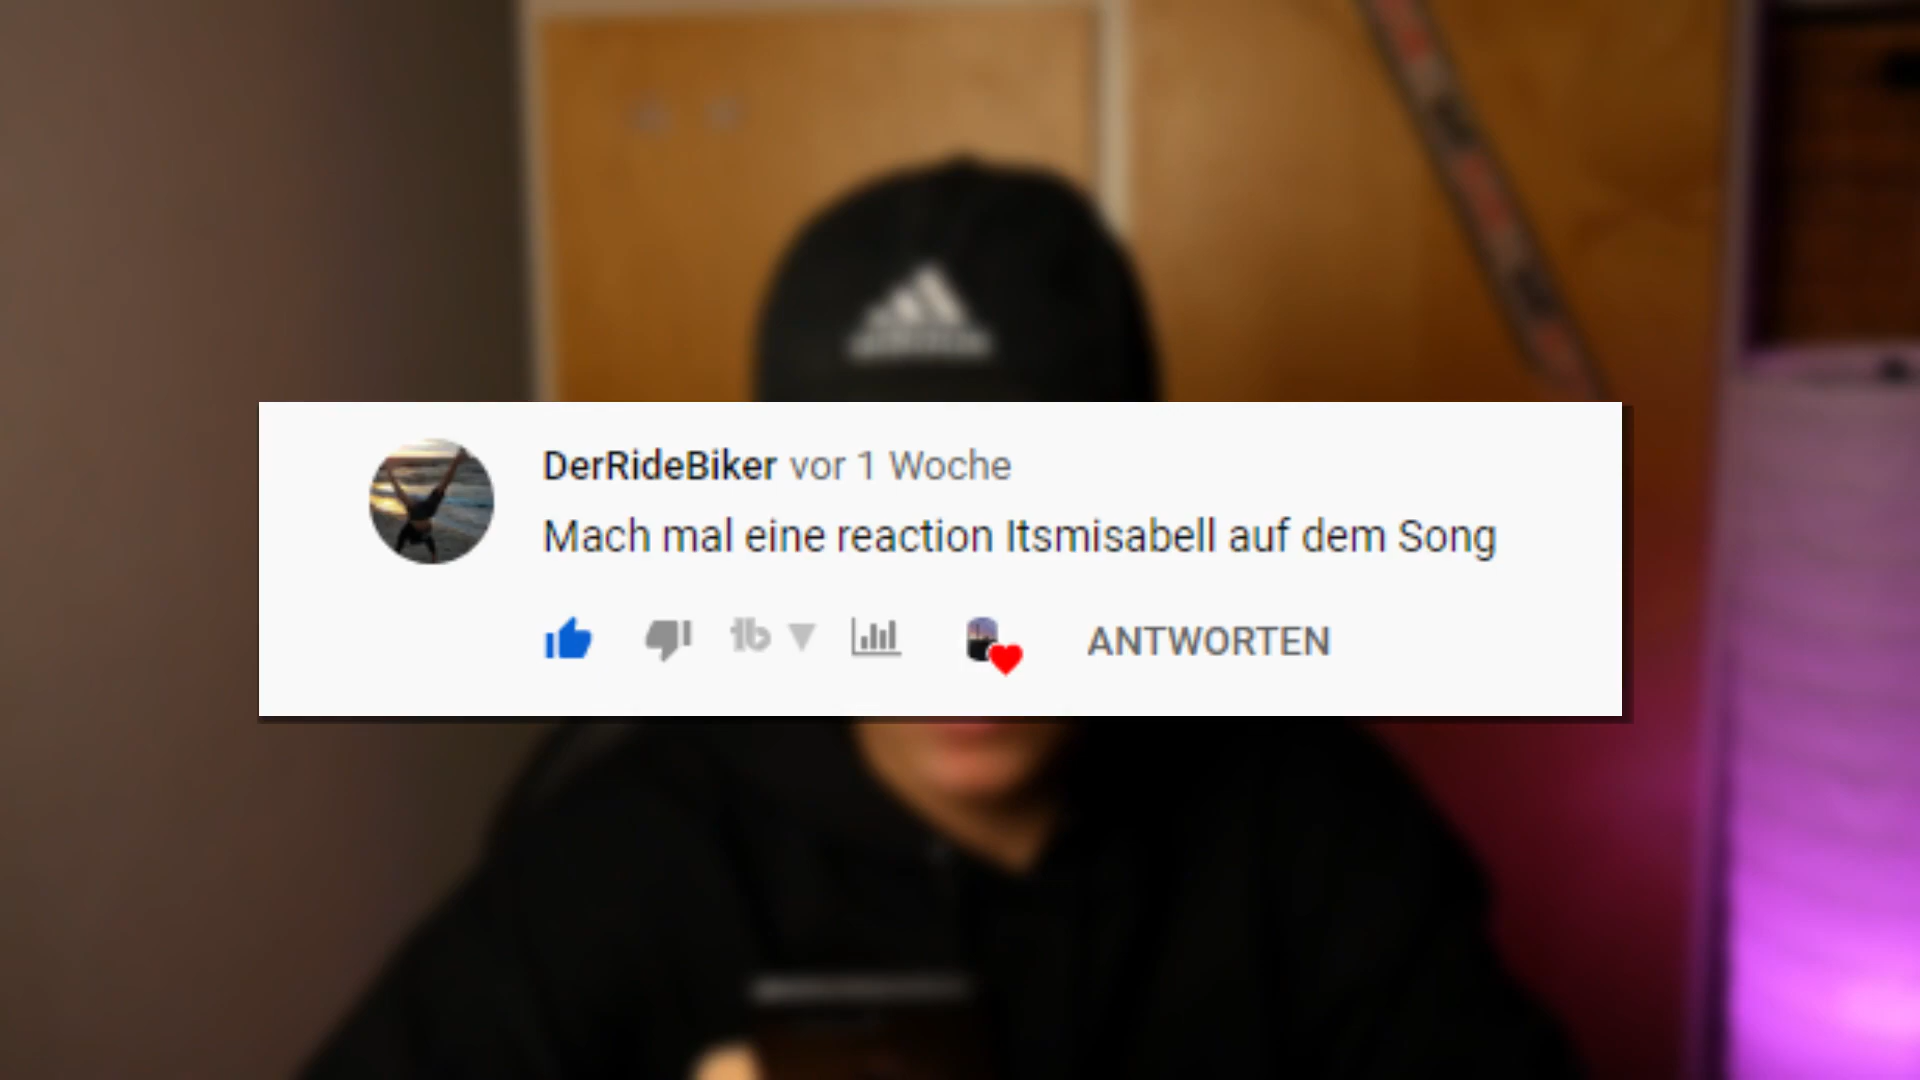 DerRideBiker vor 1 Woche
Mach mal eine reaction Itsmisabell auf dem Song
ANTWORTEN